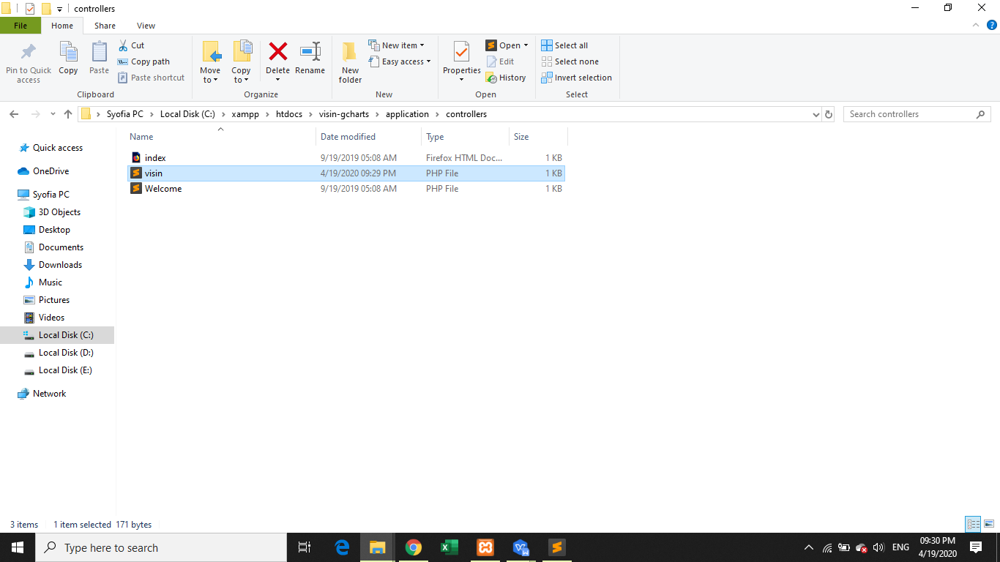 controllers
File Home Share View
Pin to Quick access
Copy
Paste
Cut
Copy path
Paste shortcut
Clipboard
Move to
Copy to
Delete
Rename
Organize
New folder
New item
Easy access
New
Properties
Open
Edit
History
Open
Select all
Select none
Invert selection
Select
Syofia PC > Local Disk (C:) > xampp > htdocs > visin-gcharts > application > controllers
Search controllers
Quick access
OneDrive
Syofia PC
3D Objects
Desktop
Documents
Downloads
Music
Pictures
Videos
Local Disk (C:)
Local Disk (D:)
Local Disk (E:)
Network
Name Date modified Type Size
index 9/19/2019 05:08 AM Firefox HTML Doc... 1 KB
visin 4/19/2020 09:29 PM PHP File 1 KB
Welcome 9/19/2019 05:08 AM PHP File 1 KB
3 items 1 item selected 171 bytes
Type here to search
ENG
09:30 PM
4/19/2020